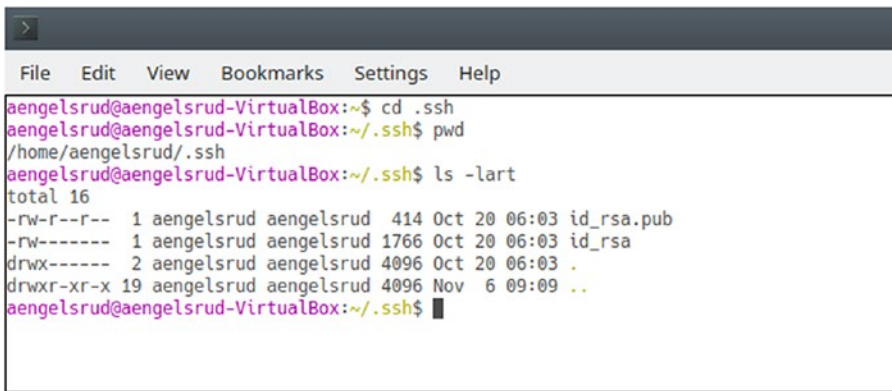 File Edit View Bookmarks Settings Help
aengelsrud@aengelsrud-VirtualBox:~$ cd .ssh
aengelsrud@aengelsrud-VirtualBox:~/.ssh$ pwd
/home/aengelsrud/.ssh
aengelsrud@aengelsrud-VirtualBox:~/.ssh$ ls -lart
total 16
-rw-r--r--  1 aengelsrud aengelsrud  414 Oct 20 06:03 id_rsa.pub
-rw-------  1 aengelsrud aengelsrud 1766 Oct 20 06:03 id_rsa
drwx------  2 aengelsrud aengelsrud 4096 Oct 20 06:03 .
drwxr-xr-x 19 aengelsrud aengelsrud 4096 Nov  6 09:09 ..
aengelsrud@aengelsrud-VirtualBox:~/.ssh$